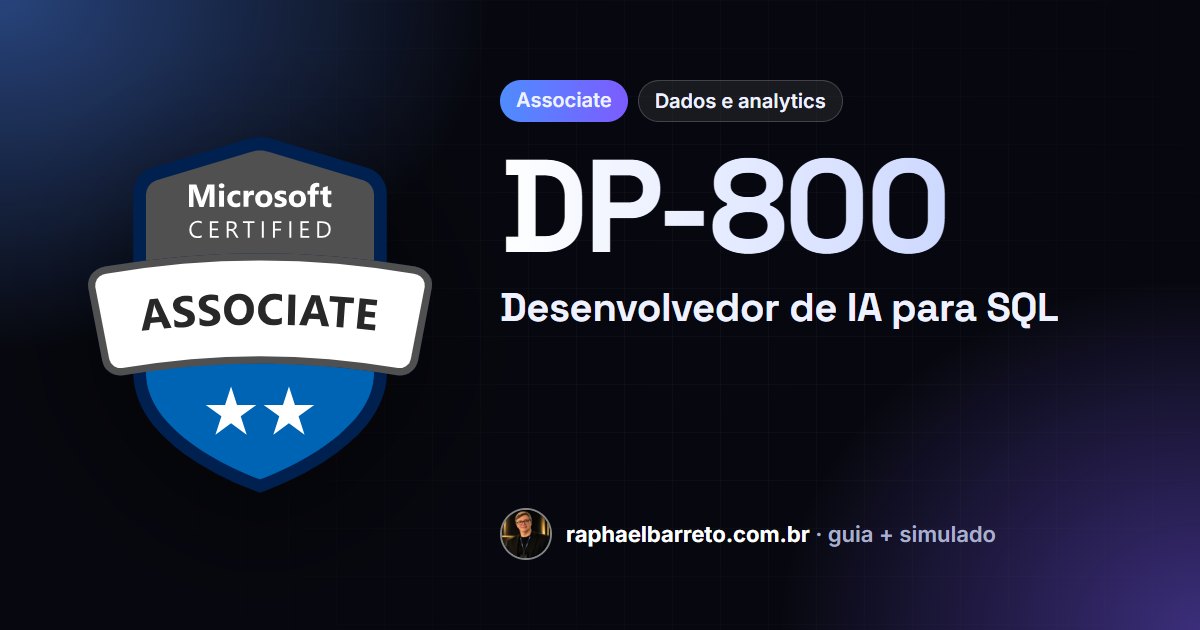 Microsoft
CERTIFIED
ASSOCIATE
Associate
Dados e analytics
DP-800
Desenvolvedor de IA para SQL
raphaelbarreto.com.br · guia + simulado